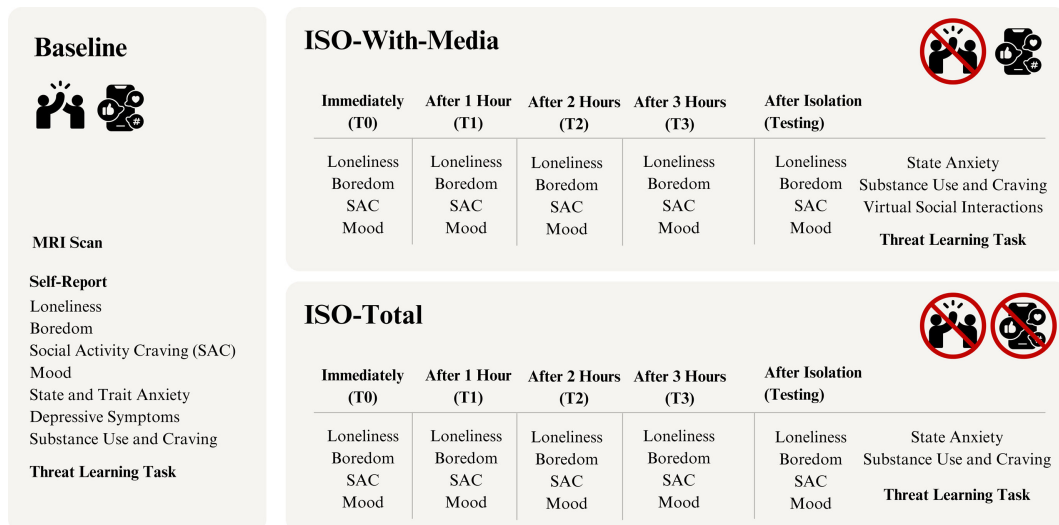 Baseline
MRI Scan
Self-Report
Loneliness
Boredom
Social Activity Craving (SAC)
Mood
State and Trait Anxiety
Depressive Symptoms
Substance Use and Craving
Threat Learning Task
ISO-With-Media
#
Immediately After 1 Hour After 2 Hours After 3 Hours After Isolation
(T0) (T1) (T2) (T3) (Testing)
Loneliness Loneliness Loneliness Loneliness Loneliness State Anxiety
Boredom Boredom Boredom Boredom Boredom Substance Use and Craving
SAC SAC SAC SAC SAC Virtual Social Interactions
Mood Mood Mood Mood Mood
Threat Learning Task
ISO-Total
Immediately After 1 Hour After 2 Hours After 3 Hours After Isolation
(T0) (T1) (T2) (T3) (Testing)
Loneliness Loneliness Loneliness Loneliness Loneliness State Anxiety
Boredom Boredom Boredom Boredom Boredom Substance Use and Craving
SAC SAC SAC SAC SAC
Mood Mood Mood Mood Mood Threat Learning Task